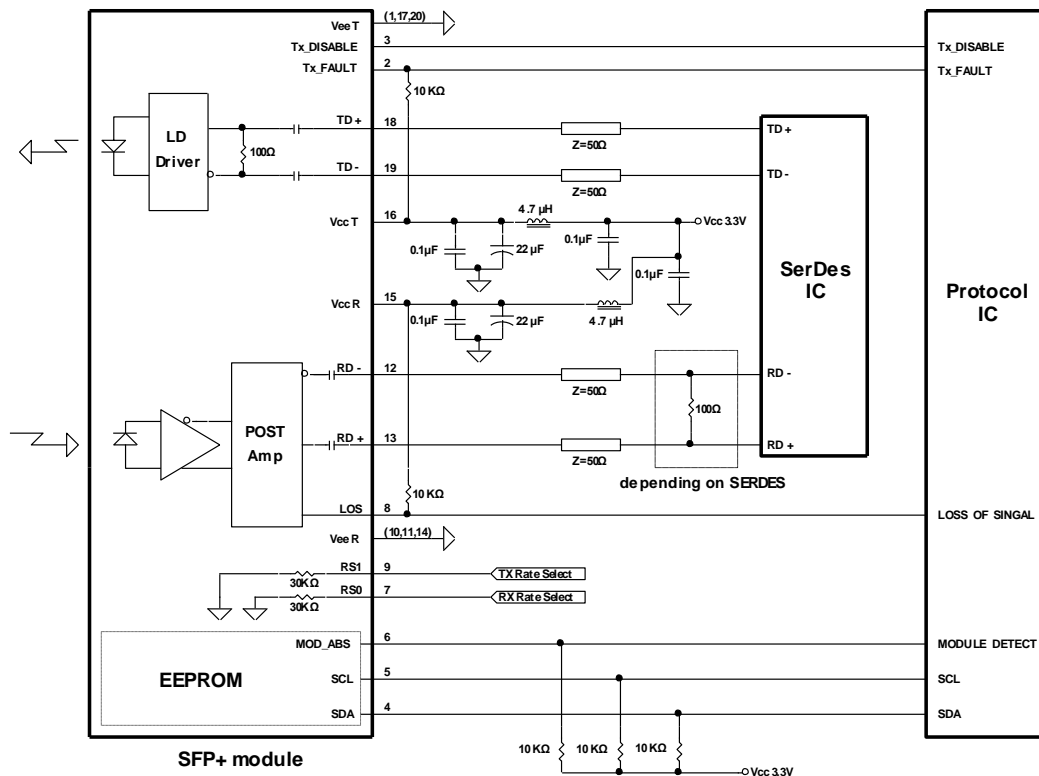 Vee T (1,17,20)
Tx_DISABLE 3 Tx_DISABLE
Tx_FAULT 2 Tx_FAULT
10 KΩ
LD
Driver
100Ω
TD + 18 TD +
Z=50Ω
TD - 19 TD -
Z=50Ω
4.7 µH
Vcc T 16 Vcc 3.3V
0.1µF
22 µF
0.1µF
0.1µF
SerDes
IC
Protocol
IC
Vcc R 15
0.1µF
22 µF
4.7 µH
RD - 12 RD -
Z=50Ω
100Ω
POST
Amp
RD + 13 RD +
Z=50Ω
depending on SERDES
10 KΩ
LOS 8 LOSS OF SINGAL
Vee R (10,11,14)
RS1 9 TX Rate Select
30KΩ
RS0 7 RX Rate Select
30KΩ
MOD_ABS 6 MODULE DETECT
EEPROM
SCL 5 SCL
SDA 4 SDA
10 KΩ 10 KΩ 10 KΩ
Vcc 3.3V
SFP+ module